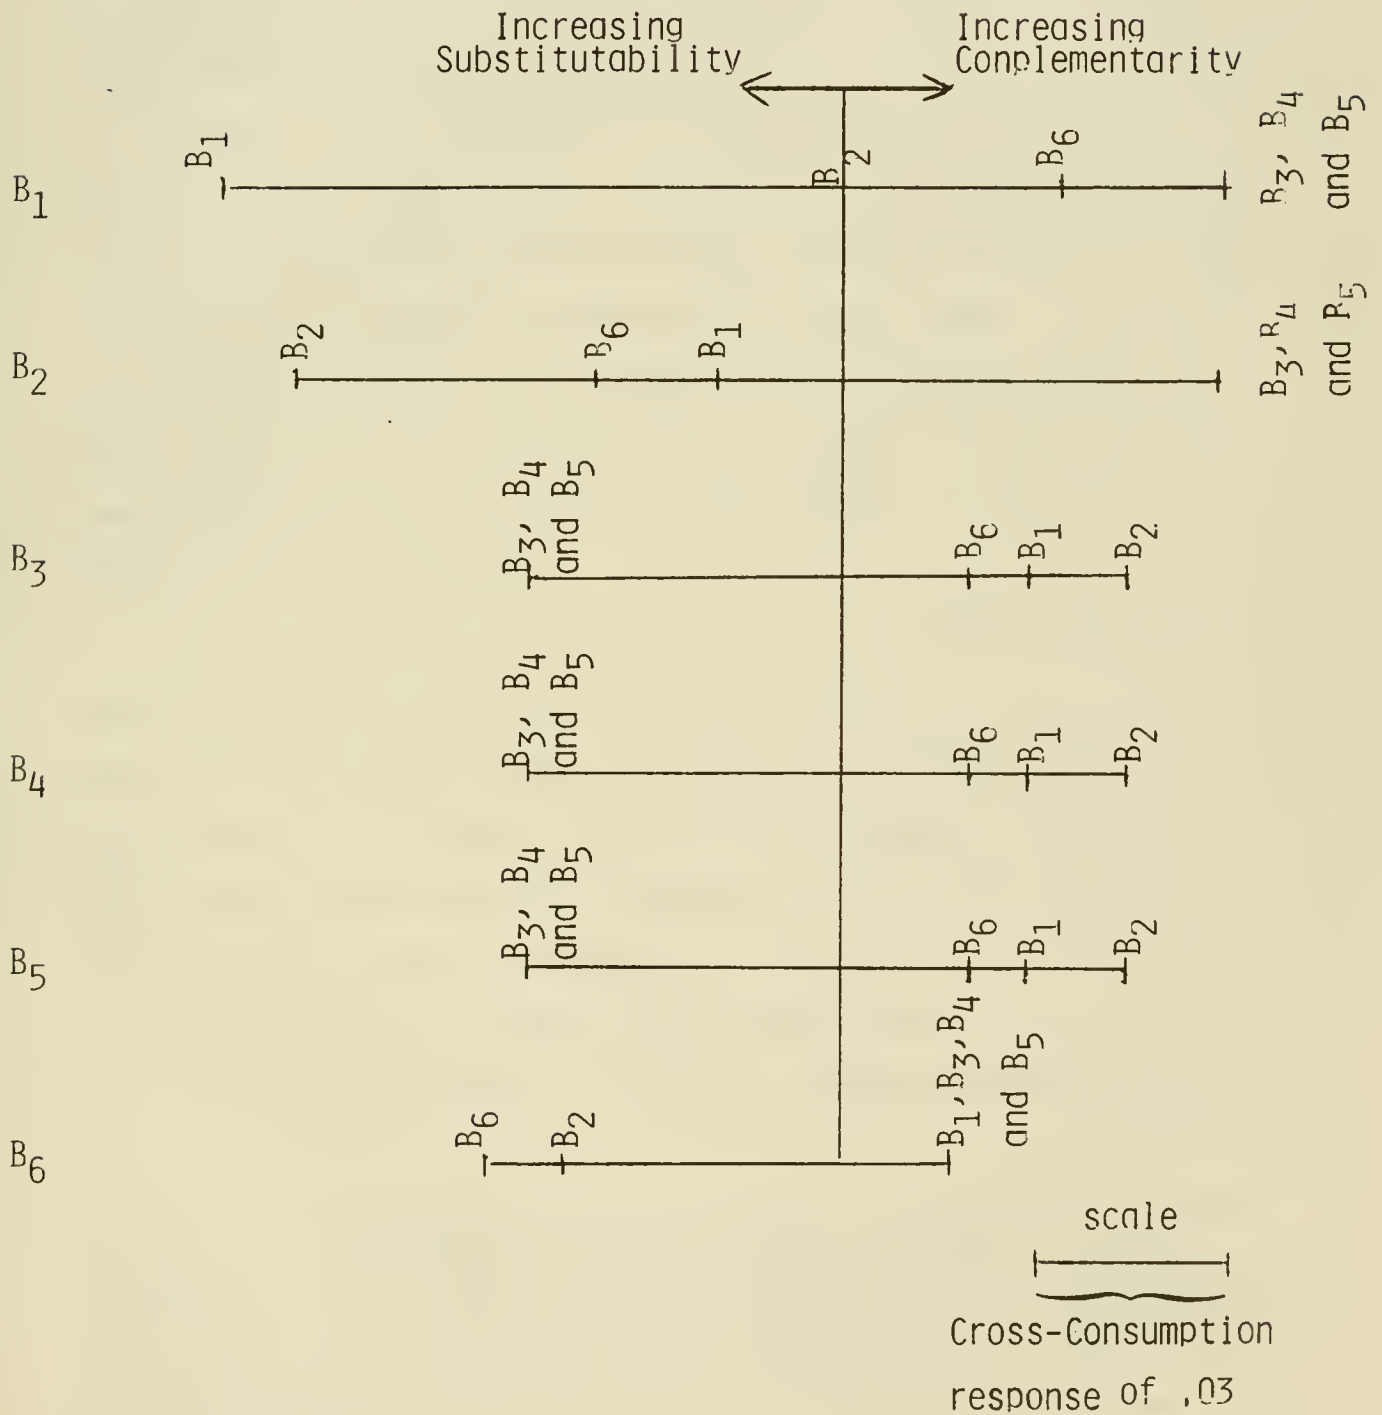 Increasing
Substitutability
Increasing
Conplementarity
B1
B1
B2
B6
B3, B4
and B5
B2
B2
B6
B1
B3, B4
and B5
B3
B3, B4
and B5
B6
B1
B2
B4
B3, B4
and B5
B6
B1
B2
B5
B3, B4
and B5
B6
B1
B2
B6
B6
B2
B1, B3, B4
and B5
scale
Cross-Consumption
response of .03